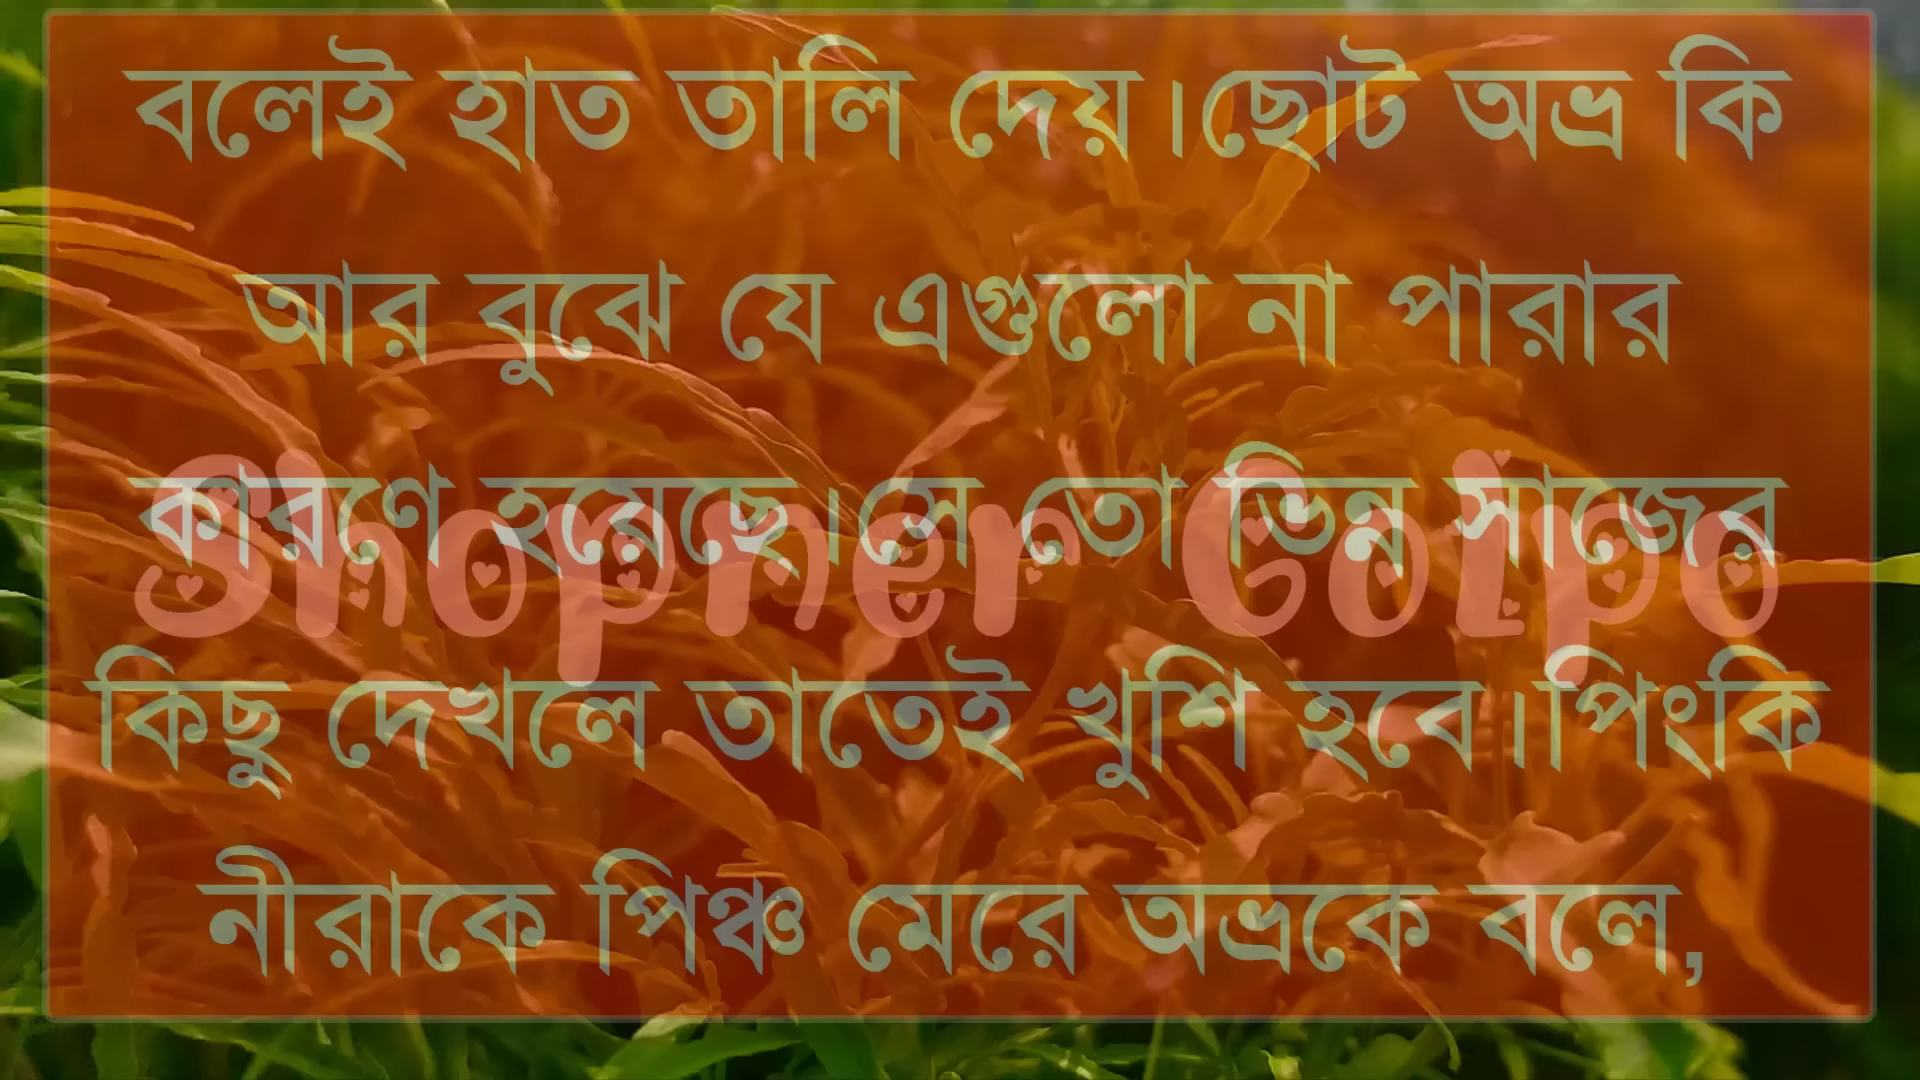 বলেই হাত তালি দেয়।ছোট অভ্র কি
আর বুঝে যে এগুলো না পারার
কারণে হয়েছে।সে তো ভিন্ন সাজের
Shopner Golpo
কিছু দেখলে তাতেই খুশি হবে।পিংকি
নীরাকে পিঞ্চ মেরে অভ্রকে বলে,